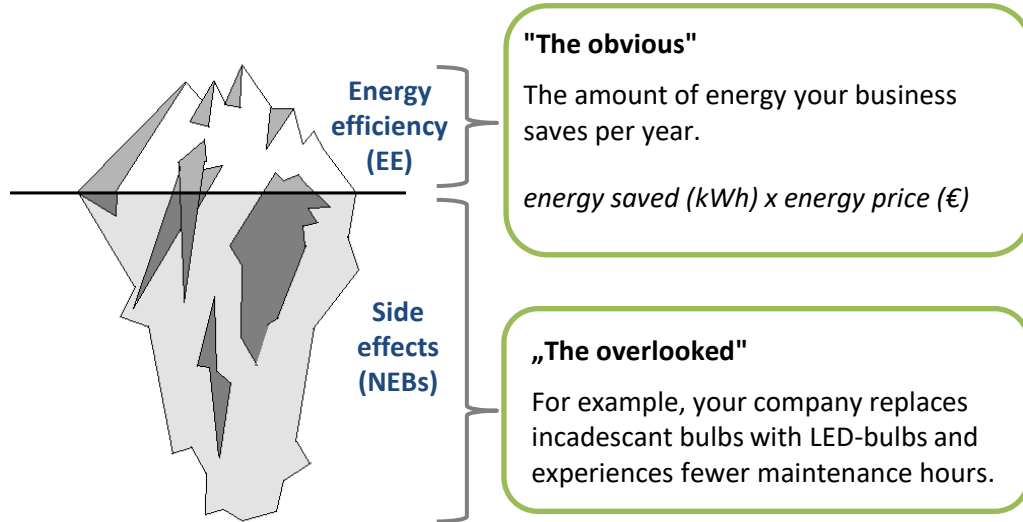 "The obvious"
The amount of energy your business
saves per year.
energy saved (kWh) x energy price (€)
Energy
efficiency
(EE)
Side
effects
(NEBs)
„The overlooked"
For example, your company replaces
incadescant bulbs with LED-bulbs and
experiences fewer maintenance hours.